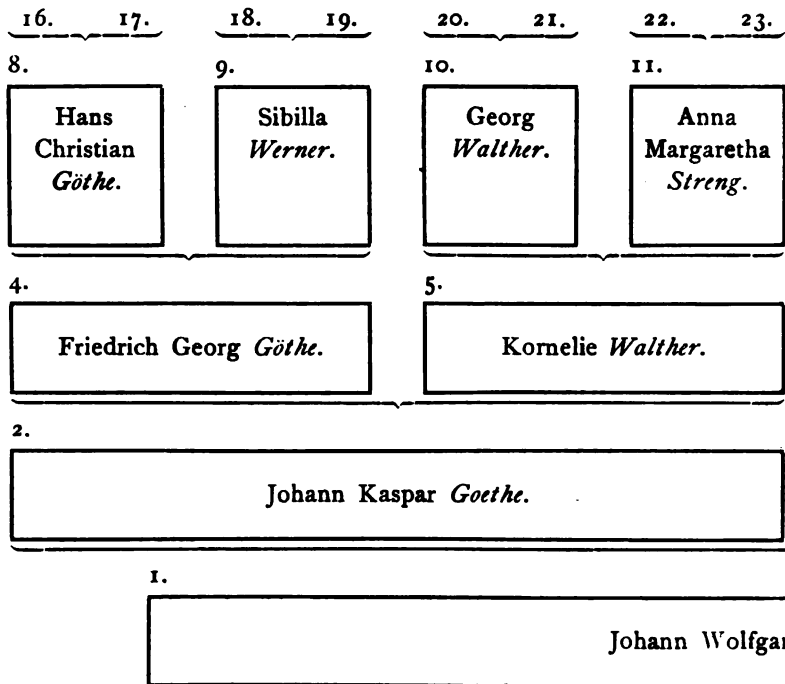 16. 17. 18. 19. 20. 21. 22. 23.
8. 9. 10. 11.
Hans Christian Göthe.
Sibilla Werner.
Georg Walther.
Anna Margaretha Streng.
4. 5.
Friedrich Georg Göthe. Kornelie Walther.
2.
Johann Kaspar Goethe.
1.
Johann Wolfgan